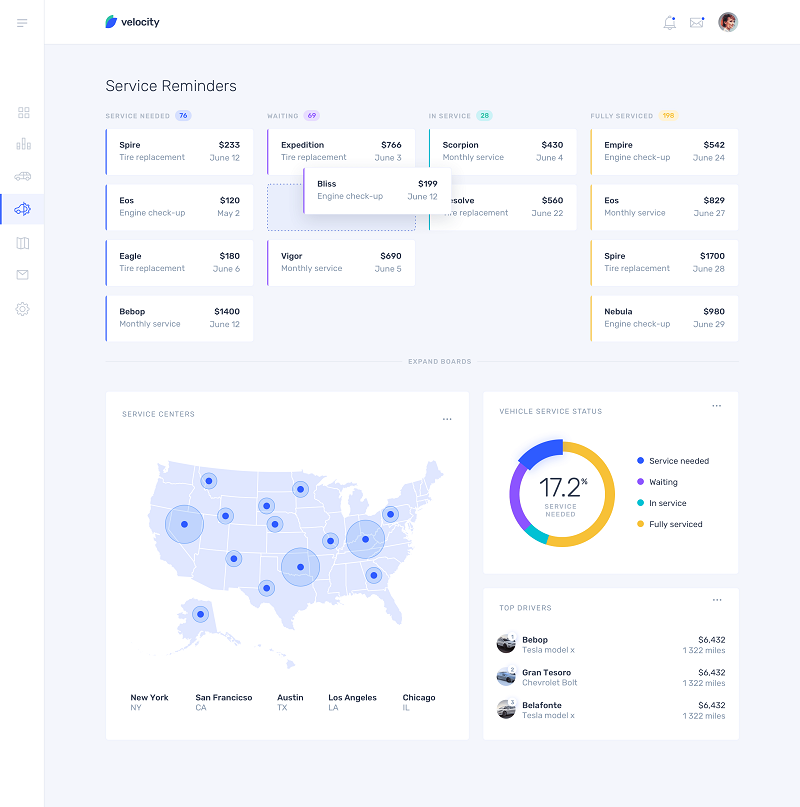 velocity
Service Reminders
SERVICE NEEDED 76
WAITING 69
IN SERVICE 28
FULLY SERVICED 198
Spire $233
Tire replacement June 12
Expedition $766
Tire replacement June 3
Scorpion $430
Monthly service June 4
Empire $542
Engine check-up June 24
Eos $120
Engine check-up May 2
Bliss $199
Engine check-up June 12
esolve $560
ire replacement June 22
Eos $829
Monthly service June 27
Eagle $180
Tire replacement June 6
Vigor $690
Monthly service June 5
Spire $1700
Tire replacement June 28
Bebop $1400
Monthly service June 12
Nebula $980
Engine check-up June 29
EXPAND BOARDS
SERVICE CENTERS
New York
NY
San Francicso
CA
Austin
TX
Los Angeles
LA
Chicago
IL
VEHICLE SERVICE STATUS
17.2%
SERVICE
NEEDED
Service needed
Waiting
In service
Fully serviced
TOP DRIVERS
1
Bebop $6,432
Tesla model x 1 322 miles
2
Gran Tesoro $6,432
Chevrolet Bolt 1 322 miles
3
Belafonte $6,432
Tesla model x 1 322 miles